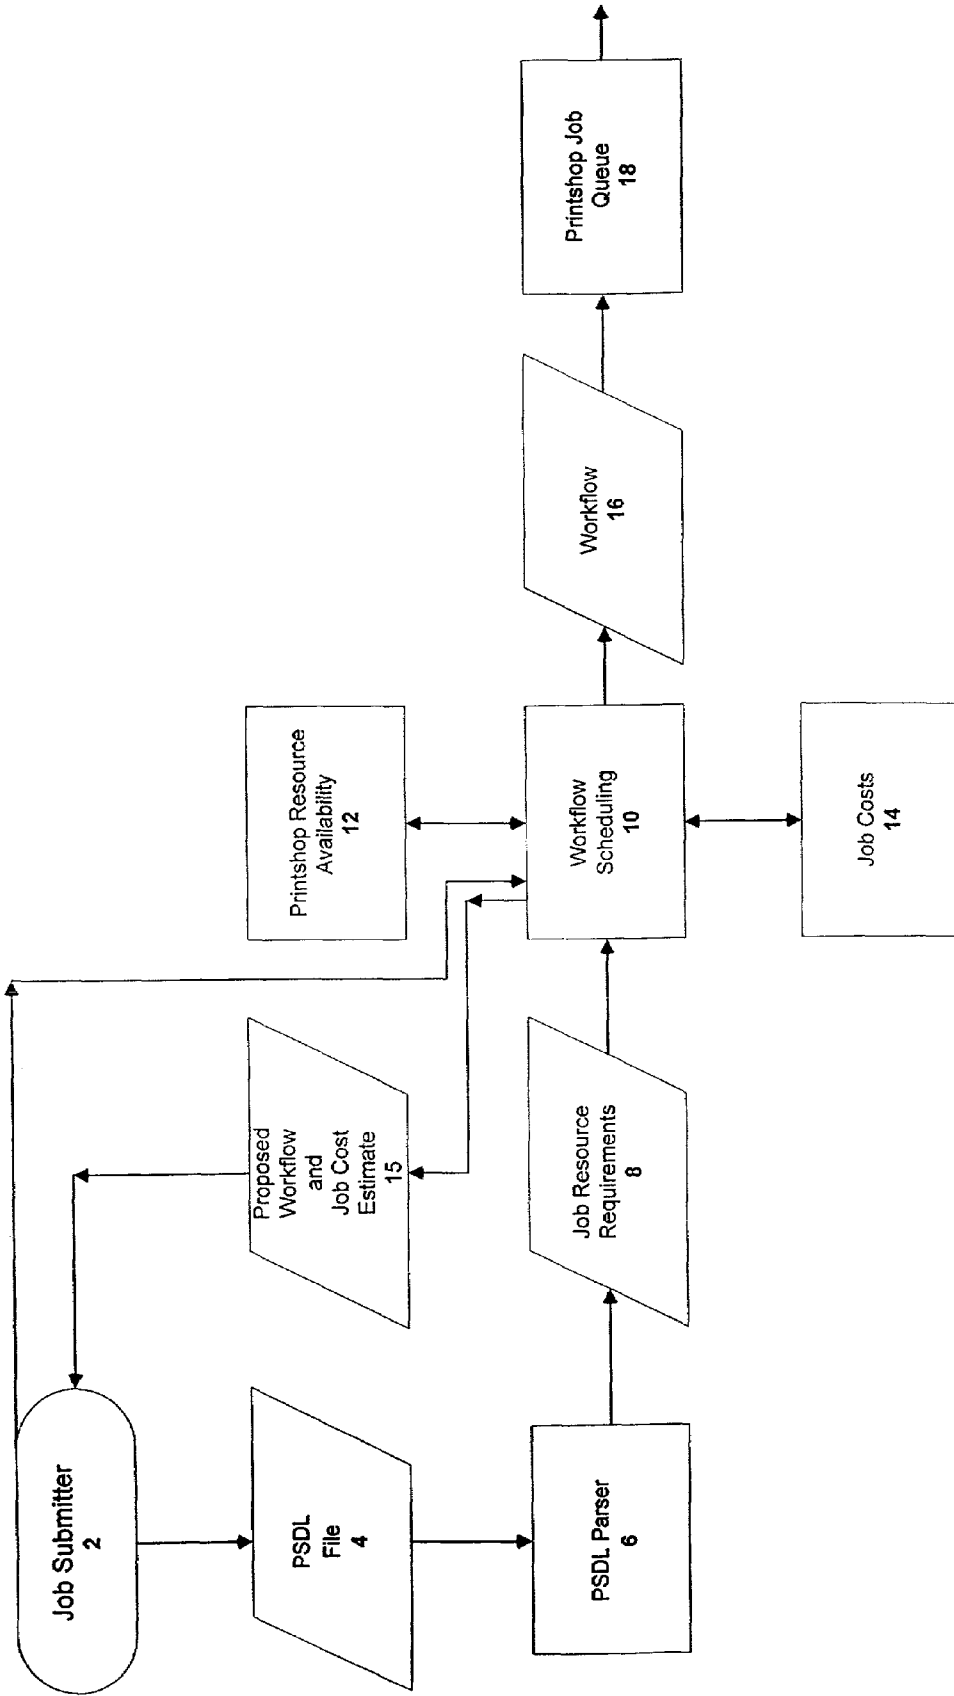 Job Submitter
2
PSDL
File
4
PSDL Parser
6
Proposed
Workflow
and
Job Cost
Estimate
15
Job Resource
Requirements
8
Printshop Resource
Availability
12
Workflow
Scheduling
10
Job Costs
14
Workflow
16
Printshop Job
Queue
18